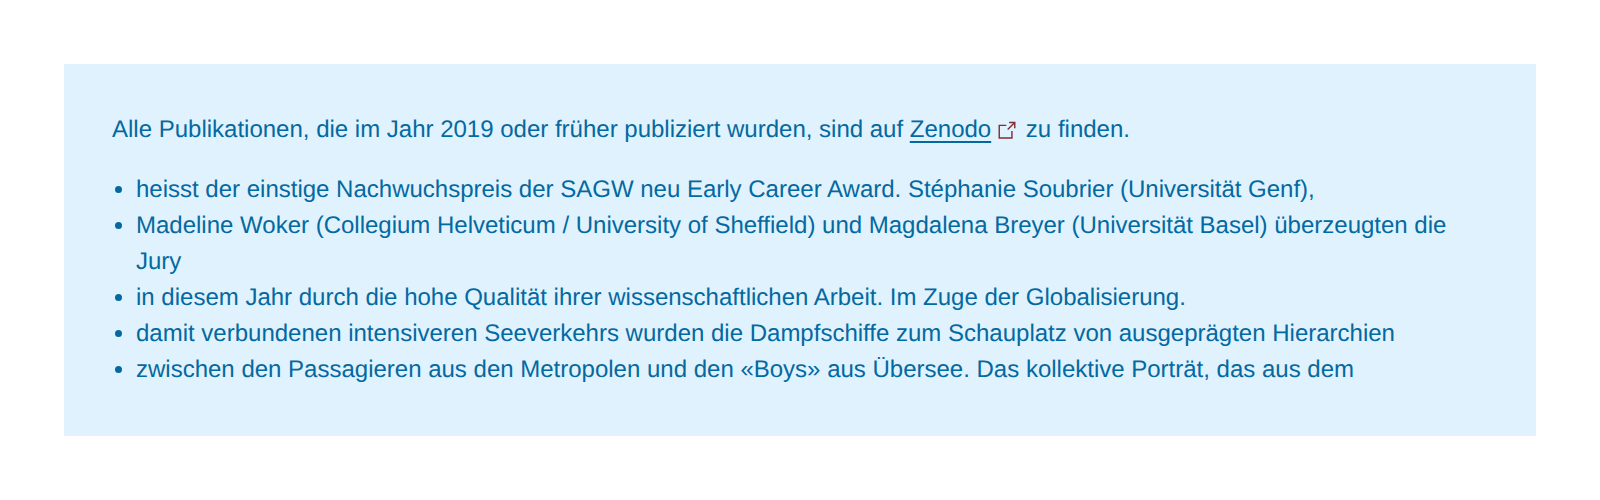 Alle Publikationen, die im Jahr 2019 oder früher publiziert wurden, sind auf Zenodo zu finden.
heisst der einstige Nachwuchspreis der SAGW neu Early Career Award. Stéphanie Soubrier (Universität Genf),
Madeline Woker (Collegium Helveticum / University of Sheffield) und Magdalena Breyer (Universität Basel) überzeugten die
Jury
in diesem Jahr durch die hohe Qualität ihrer wissenschaftlichen Arbeit. Im Zuge der Globalisierung.
damit verbundenen intensiveren Seeverkehrs wurden die Dampfschiffe zum Schauplatz von ausgeprägten Hierarchien
zwischen den Passagieren aus den Metropolen und den «Boys» aus Übersee. Das kollektive Porträt, das aus dem